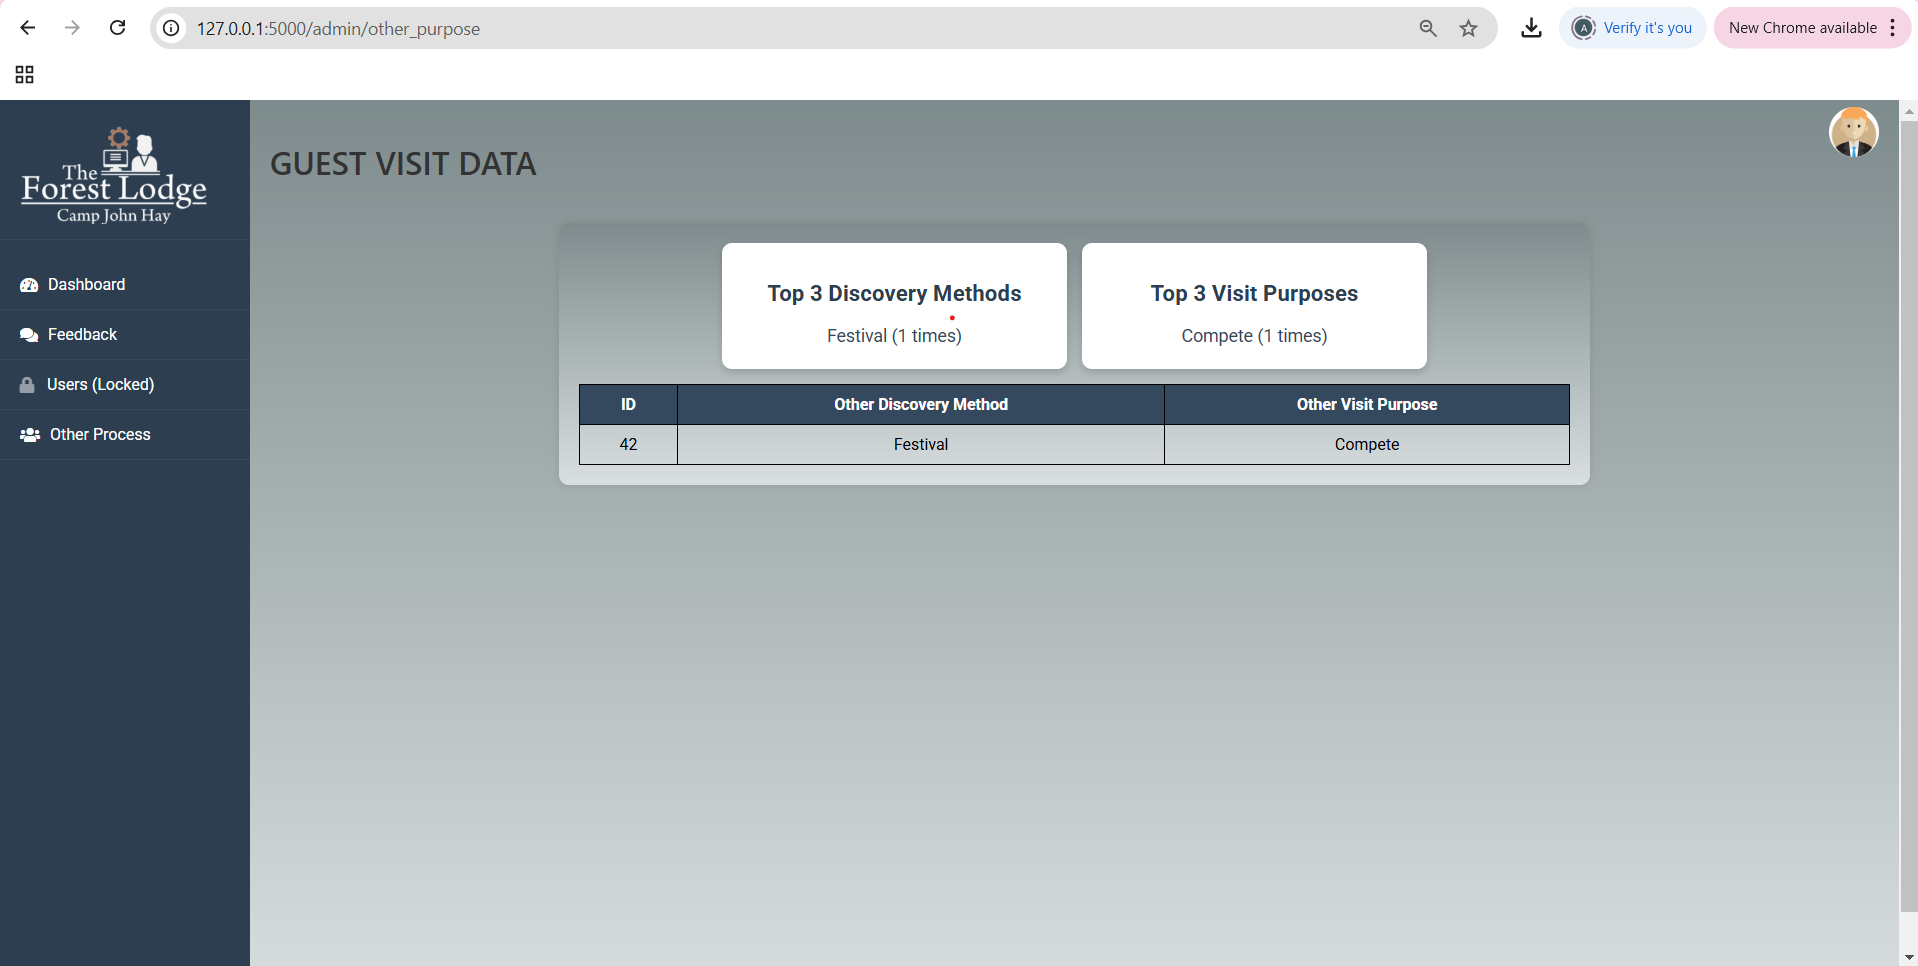 127.0.0.1:5000/admin/other_purpose
A
Verify it's you
New Chrome available
The
Forest Lodge
Camp John Hay
Dashboard
Feedback
Users (Locked)
Other Process
GUEST VISIT DATA
Top 3 Discovery Methods
Festival (1 times)
Top 3 Visit Purposes
Compete (1 times)
ID Other Discovery Method Other Visit Purpose
42 Festival Compete